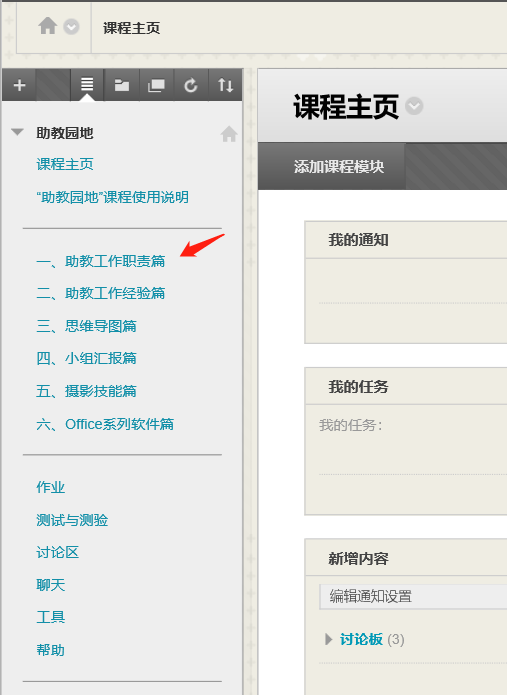 课程主页
助教园地
课程主页
“助教园地”课程使用说明
一、助教工作职责篇
二、助教工作经验篇
三、思维导图篇
四、小组汇报篇
五、摄影技能篇
六、Office系列软件篇
作业
测试与测验
讨论区
聊天
工具
帮助
课程主页
添加课程模块
我的通知
我的任务
我的任务：
新增内容
编辑通知设置
讨论板 (3)